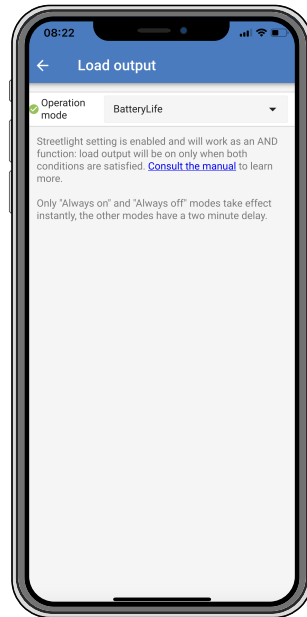 08:22
Load output
Operation
mode
BatteryLife
Streetlight setting is enabled and will work as an AND
function: load output will be on only when both
conditions are satisfied. Consult the manual to learn
more.
Only "Always on" and "Always off" modes take effect
instantly, the other modes have a two minute delay.